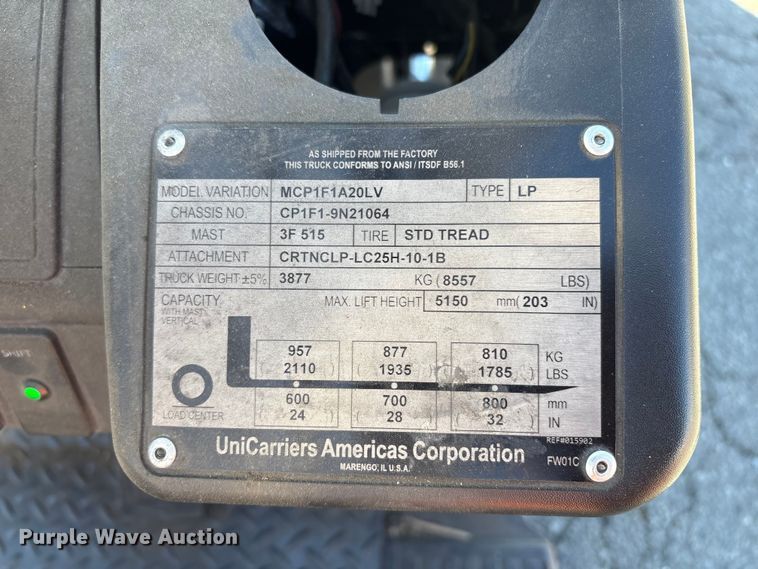 AS SHIPPED FROM THE FACTORY
THIS TRUCK CONFORMS TO ANSI / ITSDF B56.1
MODEL VARIATION MCP1F1A20LV TYPE LP
CHASSIS NO. CP1F1-9N21064
MAST 3F 515 TIRE STD TREAD
ATTACHMENT CRTNCLP-LC25H-10-1B
TRUCK WEIGHT ±5% 3877 KG ( 8557 LBS)
CAPACITY MAX. LIFT HEIGHT 5150 mm( 203 IN)
WITH MAST
VERTICAL
957 877 810 KG
( 2110 ) ( 1935 ) ( 1785 ) LBS
600 700 800 mm
( 24 ) ( 28 ) ( 32 ) IN
LOAD CENTER
REF#015902
UniCarriers Americas Corporation
MARENGO, IL U.S.A.
FW01C
SHIFT
Purple Wave Auction